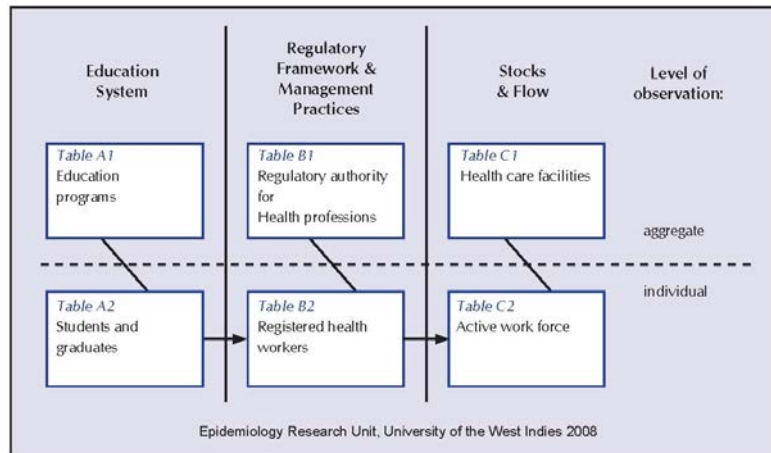 Education
System
Regulatory
Framework &
Management
Practices
Stocks
& Flow
Level of
observation:
Table A1
Education
programs
Table B1
Regulatory authority
for
Health professions
Table C1
Health care facilities
aggregate
individual
Table A2
Students and
graduates
Table B2
Registered health
workers
Table C2
Active work force
Epidemiology Research Unit, University of the West Indies 2008